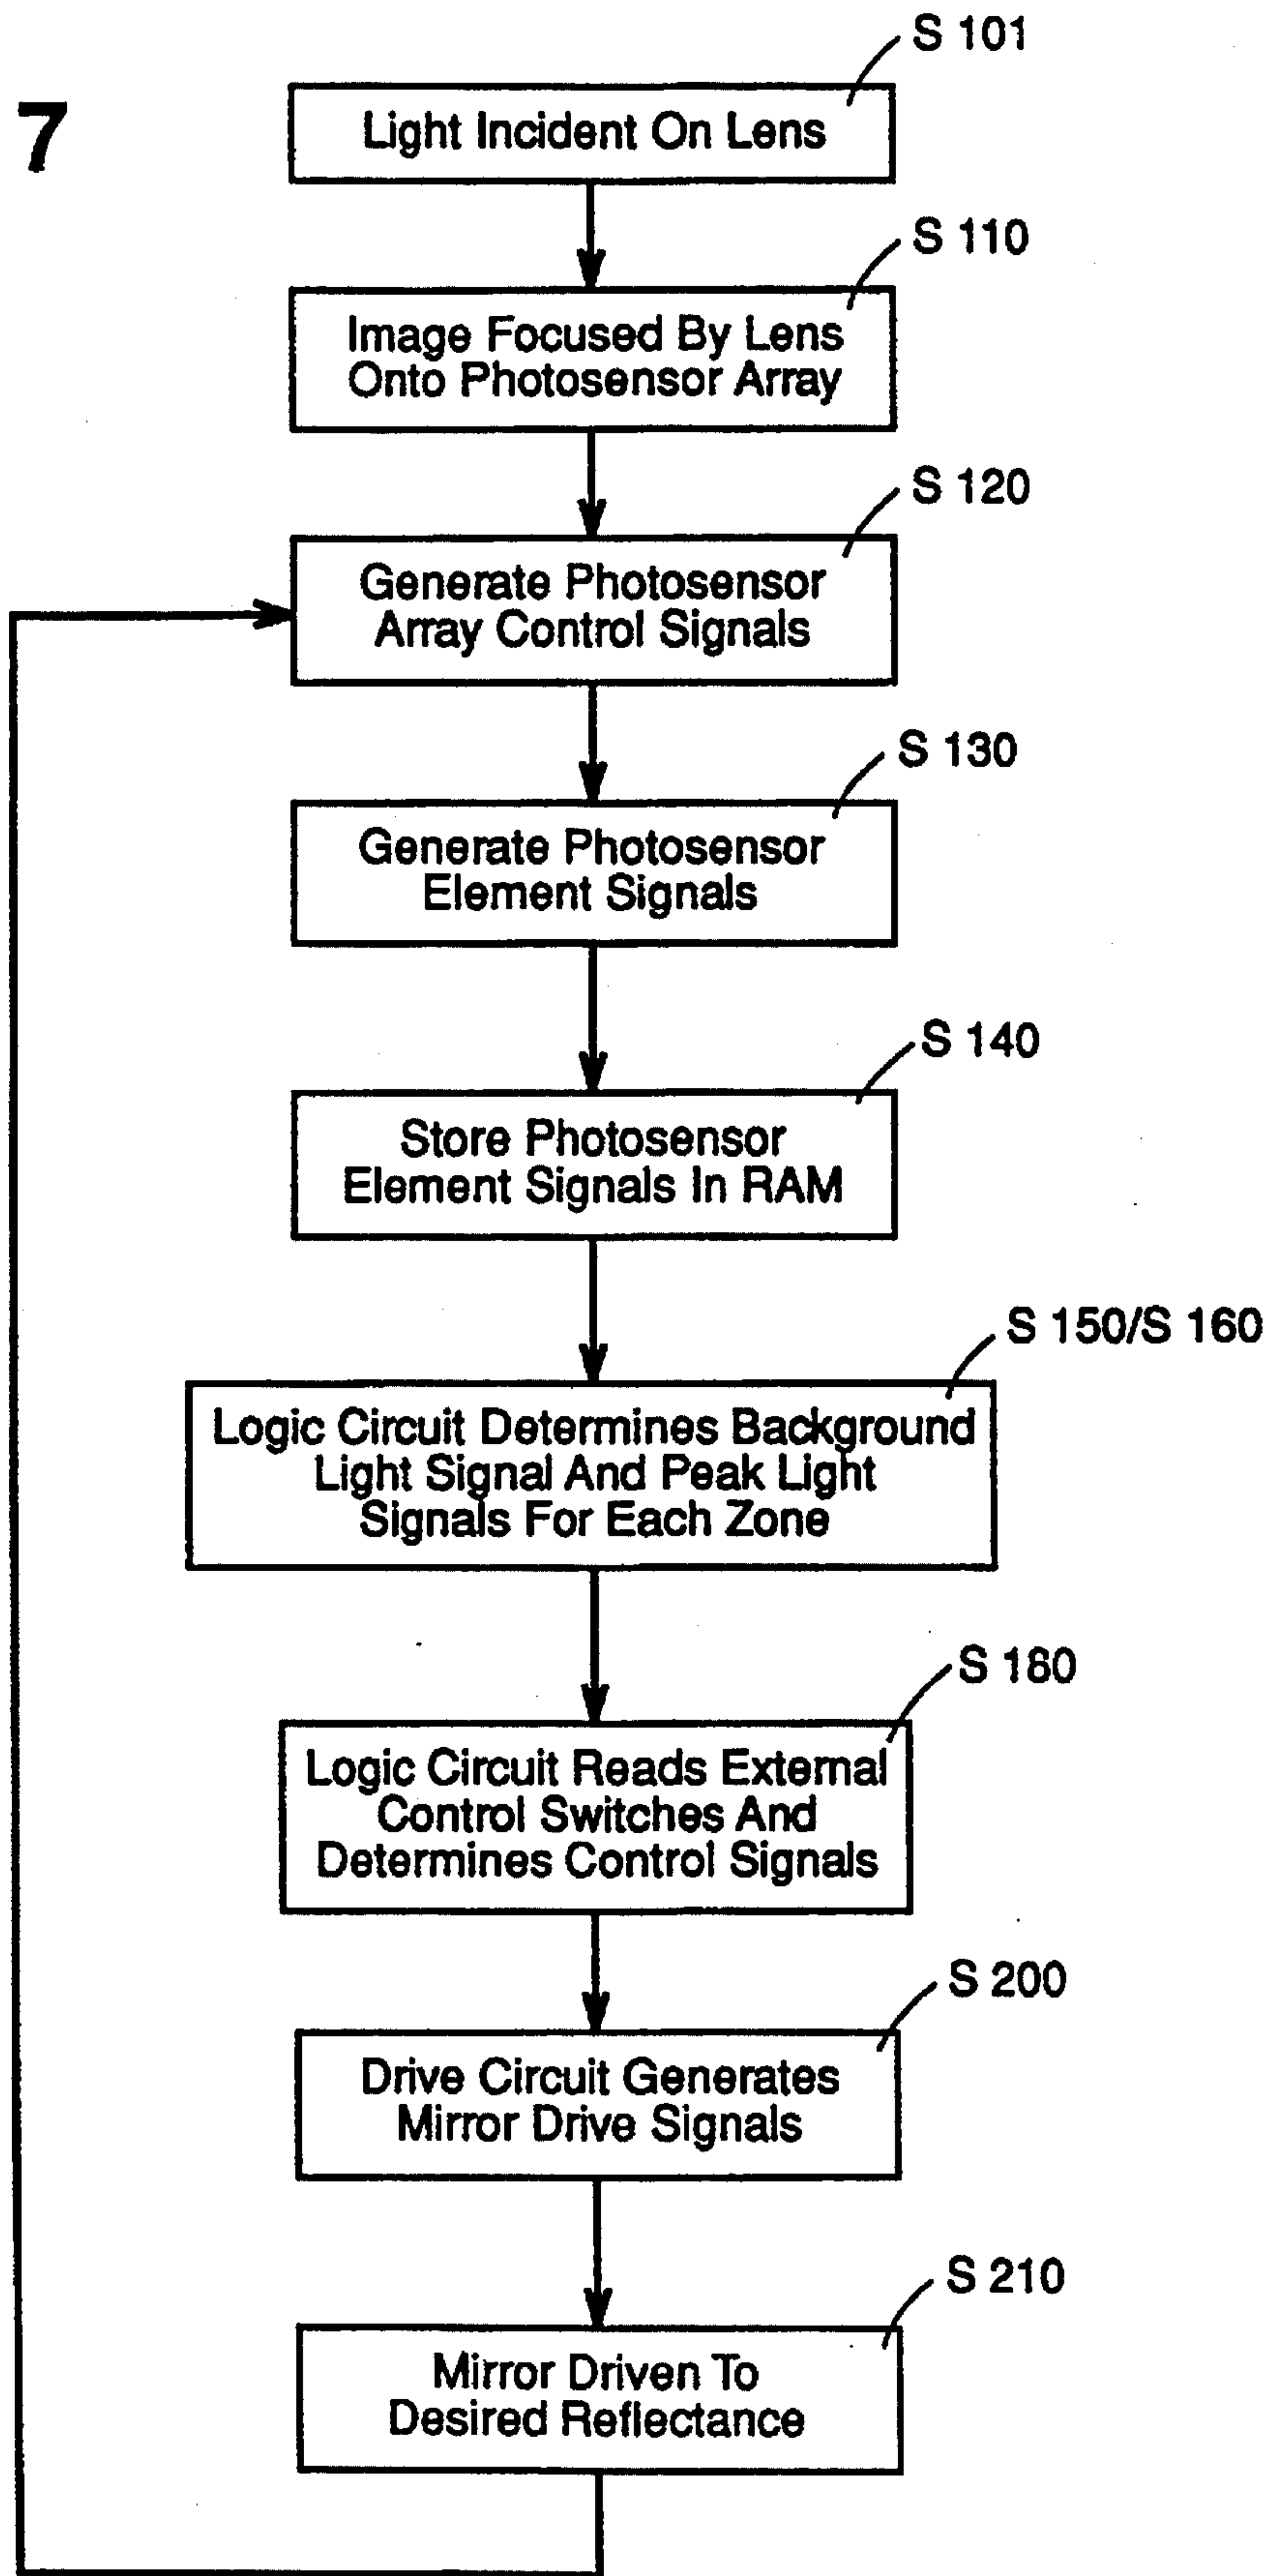 7
S 101
Light Incident On Lens
S 110
Image Focused By Lens
Onto Photosensor Array
S 120
Generate Photosensor
Array Control Signals
S 130
Generate Photosensor
Element Signals
S 140
Store Photosensor
Element Signals In RAM
S 150/S 160
Logic Circuit Determines Background
Light Signal And Peak Light
Signals For Each Zone
S 180
Logic Circuit Reads External
Control Switches And
Determines Control Signals
S 200
Drive Circuit Generates
Mirror Drive Signals
S 210
Mirror Driven To
Desired Reflectance